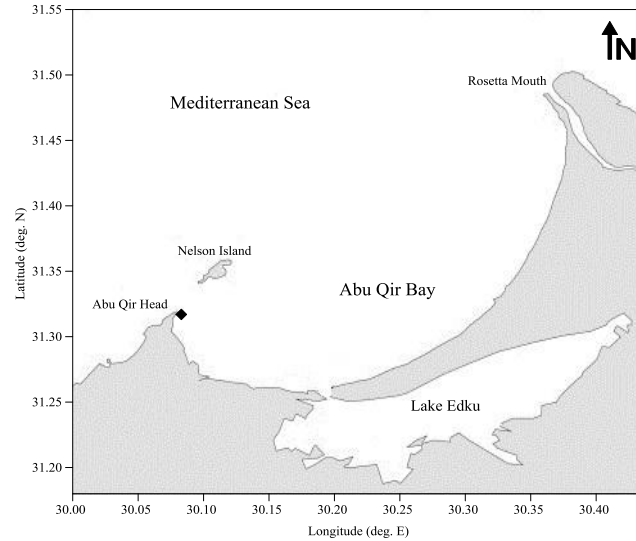 31.55
31.50
31.45
31.40
31.35
31.30
31.25
31.20
Latitude (deg. N)
N
Rosetta Mouth
Mediterranean Sea
Nelson Island
Abu Qir Bay
Abu Qir Head
Lake Edku
30.00 30.05 30.10 30.15 30.20 30.25 30.30 30.35 30.40
Longitude (deg. E)